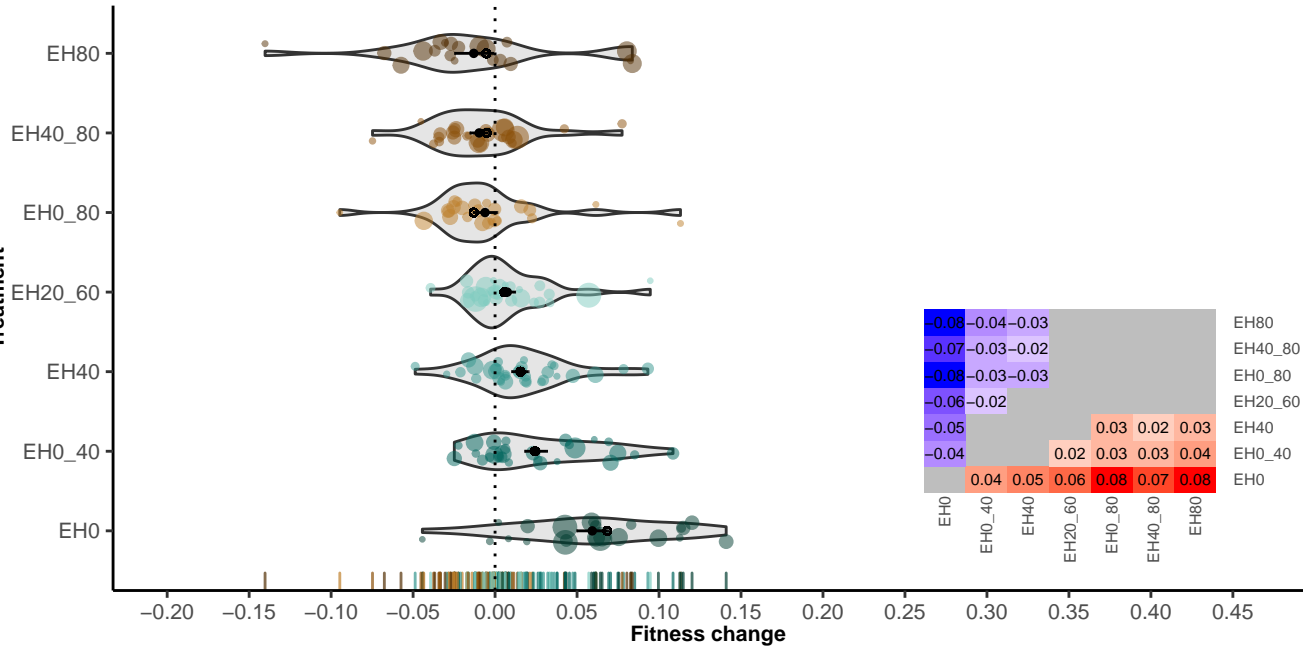 EH80
EH40_80
EH0_80
EH20_60
EH40
EH0_40
EH0
−0.08 −0.04 −0.03 EH80
−0.07 −0.03 −0.02 EH40_80
−0.08 −0.03 −0.03 EH0_80
−0.06 −0.02 EH20_60
−0.05 0.03 0.02 0.03 EH40
−0.04 0.02 0.03 0.03 0.04 EH0_40
0.04 0.05 0.06 0.08 0.07 0.08 EH0
EH0 EH0_40 EH40 EH20_60 EH0_80 EH40_80 EH80
−0.20 −0.15 −0.10 −0.05 0.00 0.05 0.10 0.15 0.20 0.25 0.30 0.35 0.40 0.45
Fitness change